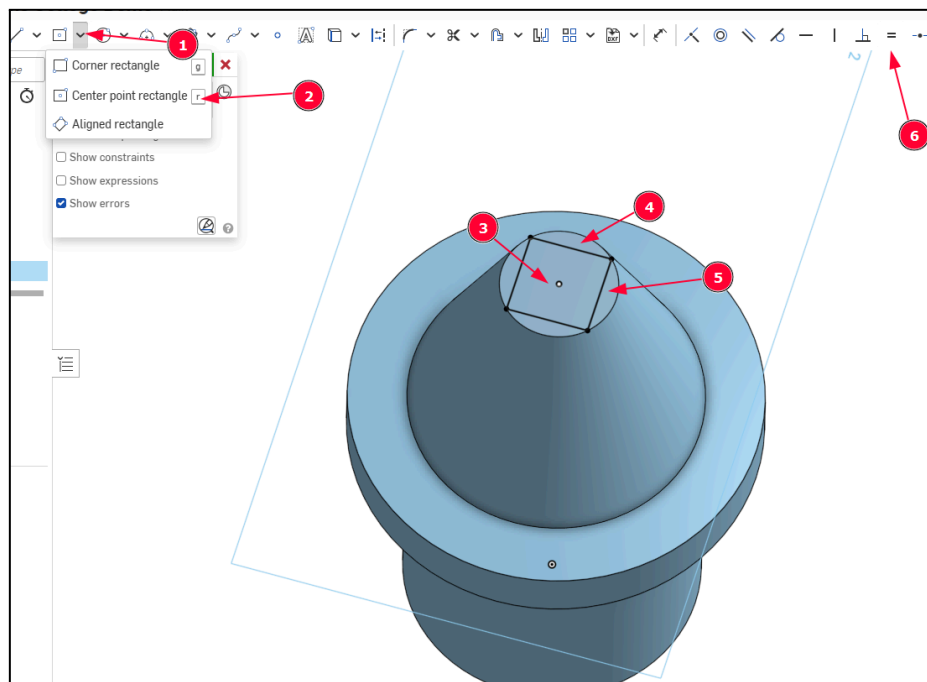 1
Corner rectangle g
Center point rectangle r
2
Aligned rectangle
Show constraints
Show expressions
Show errors
2
6
4
3
5